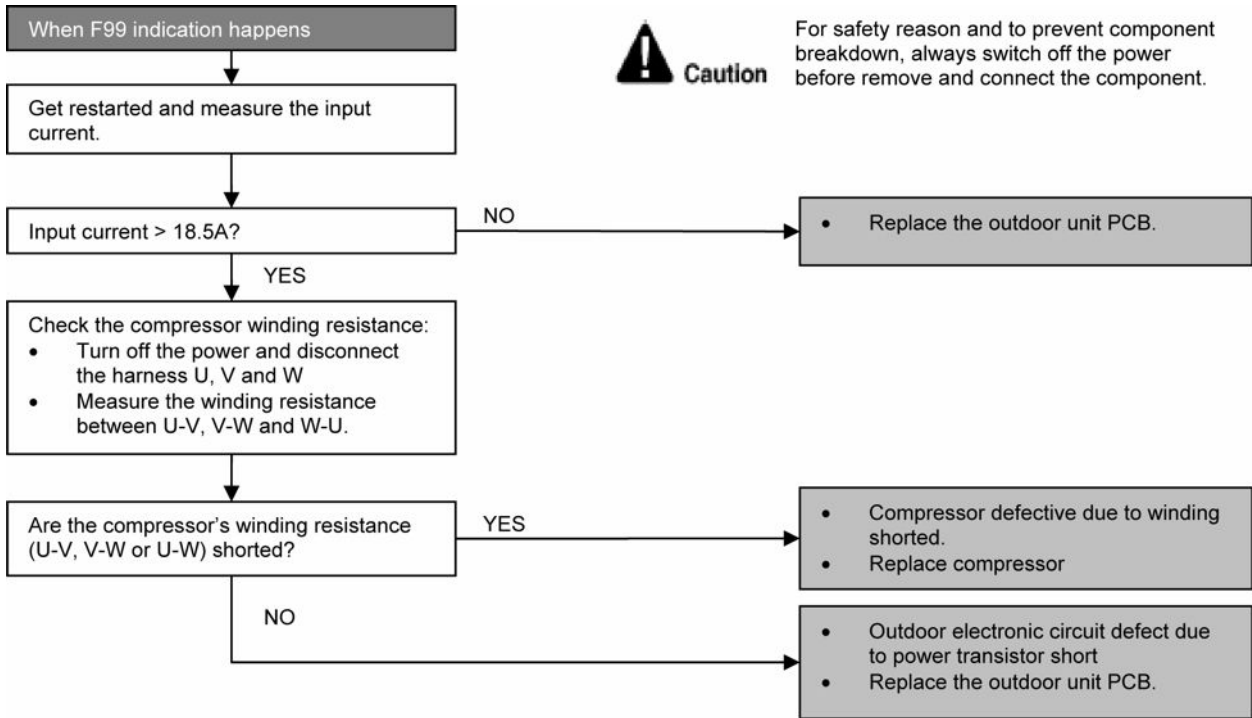 When F99 indication happens
For safety reason and to prevent component
breakdown, always switch off the power
before remove and connect the component.
Caution
Get restarted and measure the input
current.
Input current > 18.5A?
NO
• Replace the outdoor unit PCB.
YES
Check the compressor winding resistance:
• Turn off the power and disconnect
the harness U, V and W
• Measure the winding resistance
between U-V, V-W and W-U.
Are the compressor’s winding resistance
(U-V, V-W or U-W) shorted?
YES
• Compressor defective due to winding
shorted.
• Replace compressor
NO
• Outdoor electronic circuit defect due
to power transistor short
• Replace the outdoor unit PCB.